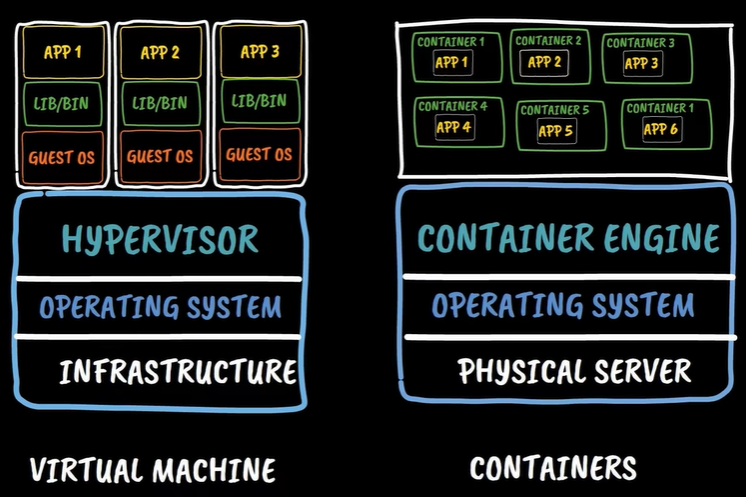 APP 1
LIB/BIN
GUEST OS
APP 2
LIB/BIN
GUEST OS
APP 3
LIB/BIN
GUEST OS
HYPERVISOR
OPERATING SYSTEM
INFRASTRUCTURE
VIRTUAL MACHINE
CONTAINER 1
APP 1
CONTAINER 2
APP 2
CONTAINER 3
APP 3
CONTAINER 4
APP 4
CONTAINER 5
APP 5
CONTAINER 1
APP 6
CONTAINER ENGINE
OPERATING SYSTEM
PHYSICAL SERVER
CONTAINERS